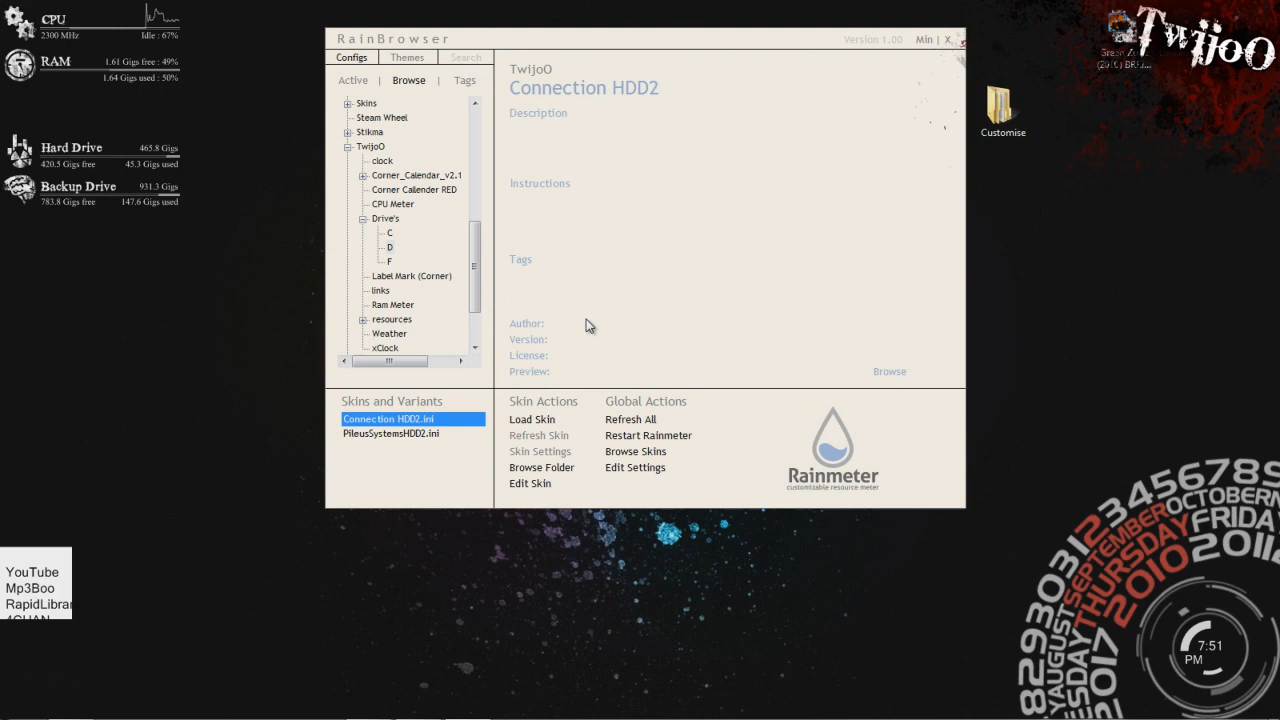 CPU
2300 MHz
Idle : 67%
RAM
1.61 Gigs free : 49%
1.64 Gigs used : 50%
Hard Drive
465.8 Gigs
420.5 Gigs free
45.3 Gigs used
Backup Drive
931.3 Gigs
783.8 Gigs free
147.6 Gigs used
YouTube
Mp3Boo
RapidLibrar
RainBrowser
Version 1.00
Min | X
Configs
Themes
Search
Active | Browse | Tags
Skins
Steam Wheel
Stikma
TwijoO
clock
Corner_Calendar_v2.1
Corner Callender RED
CPU Meter
Drive's
C
D
F
Label Mark (Corner)
links
Ram Meter
resources
Weather
xClock
TwijoO
Connection HDD2
Description
Instructions
Tags
Author:
Version:
License:
Preview:
Browse
Skins and Variants
Connection HDD2.ini
PileusSystemsHDD2.ini
Skin Actions
Load Skin
Refresh Skin
Skin Settings
Browse Folder
Edit Skin
Global Actions
Refresh All
Restart Rainmeter
Browse Skins
Edit Settings
Rainmeter
customizable resource meter
TwijoO
(2010)
Customise
82930311 2345678
AUGUST SEPTEMBER OCTOBER
THURSDAY FRIDAY
2017 2010 2011
7:51
PM